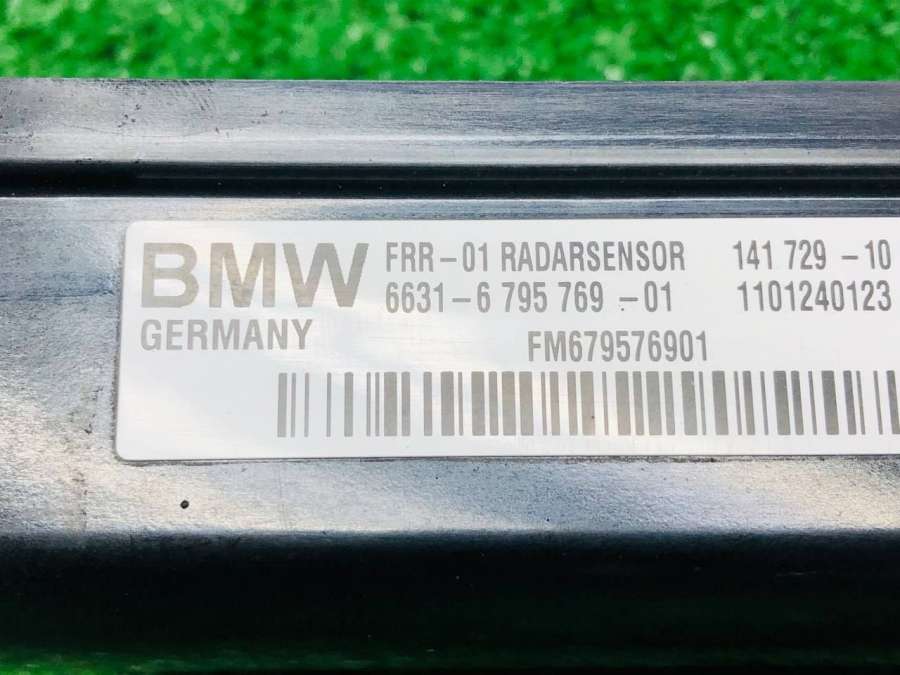 BMW FRR-01 RADARSENSOR 141 729 -10
6631-6 795 769 -01 1101240123
GERMANY FM679576901